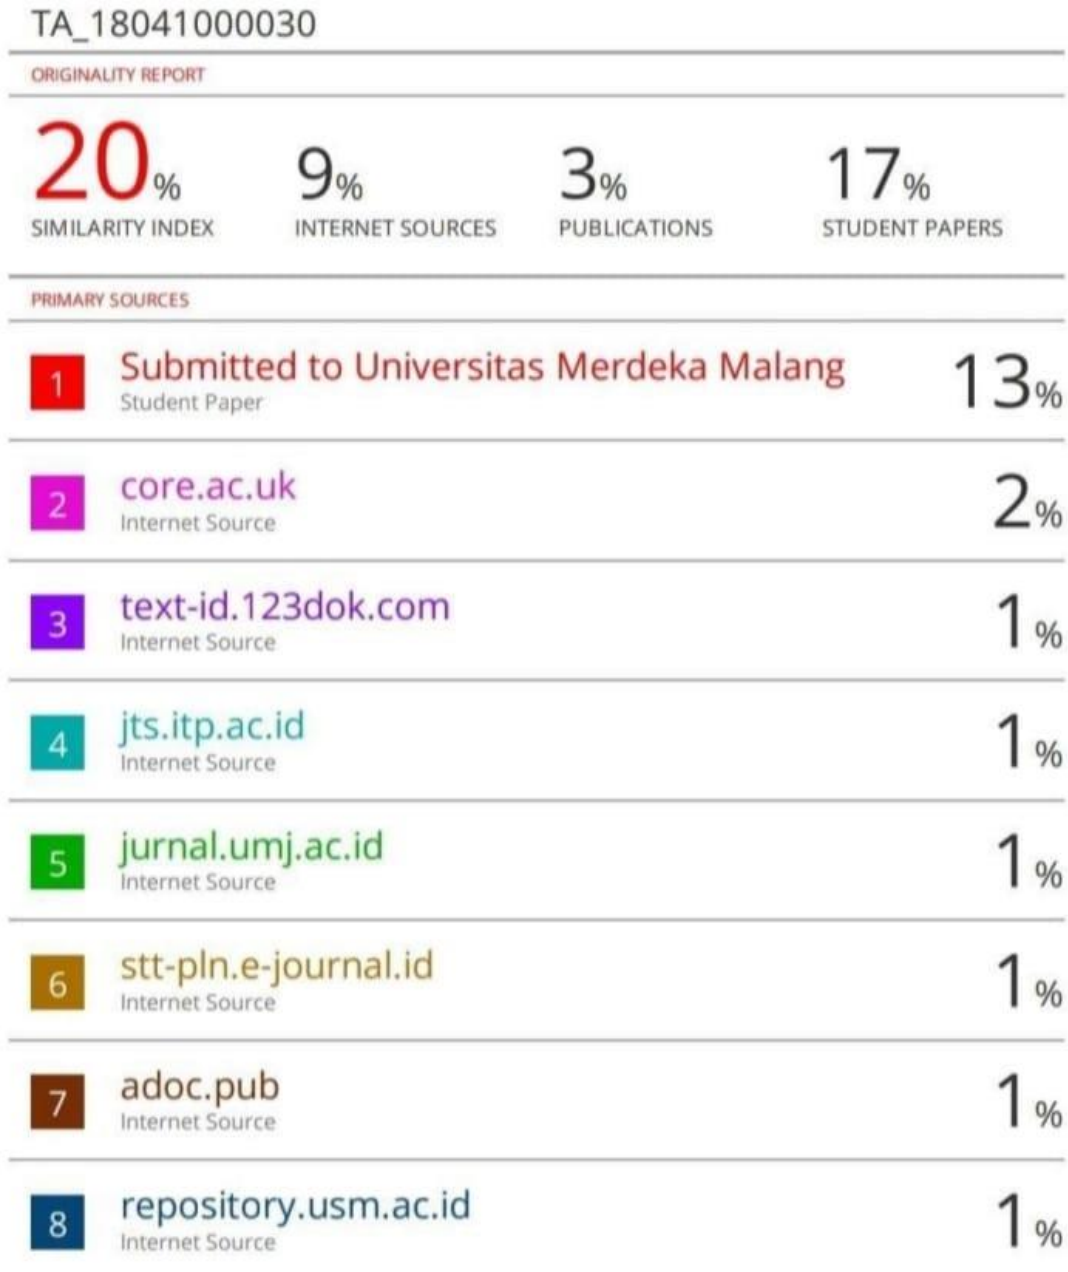 TA_18041000030
ORIGINALITY REPORT
20% 9% 3% 17%
SIMILARITY INDEX INTERNET SOURCES PUBLICATIONS STUDENT PAPERS
PRIMARY SOURCES
1 Submitted to Universitas Merdeka Malang 13%
Student Paper
2 core.ac.uk 2%
Internet Source
3 text-id.123dok.com 1%
Internet Source
4 jts.itp.ac.id 1%
Internet Source
5 jurnal.umj.ac.id 1%
Internet Source
6 stt-pln.e-journal.id 1%
Internet Source
7 adoc.pub 1%
Internet Source
8 repository.usm.ac.id 1%
Internet Source